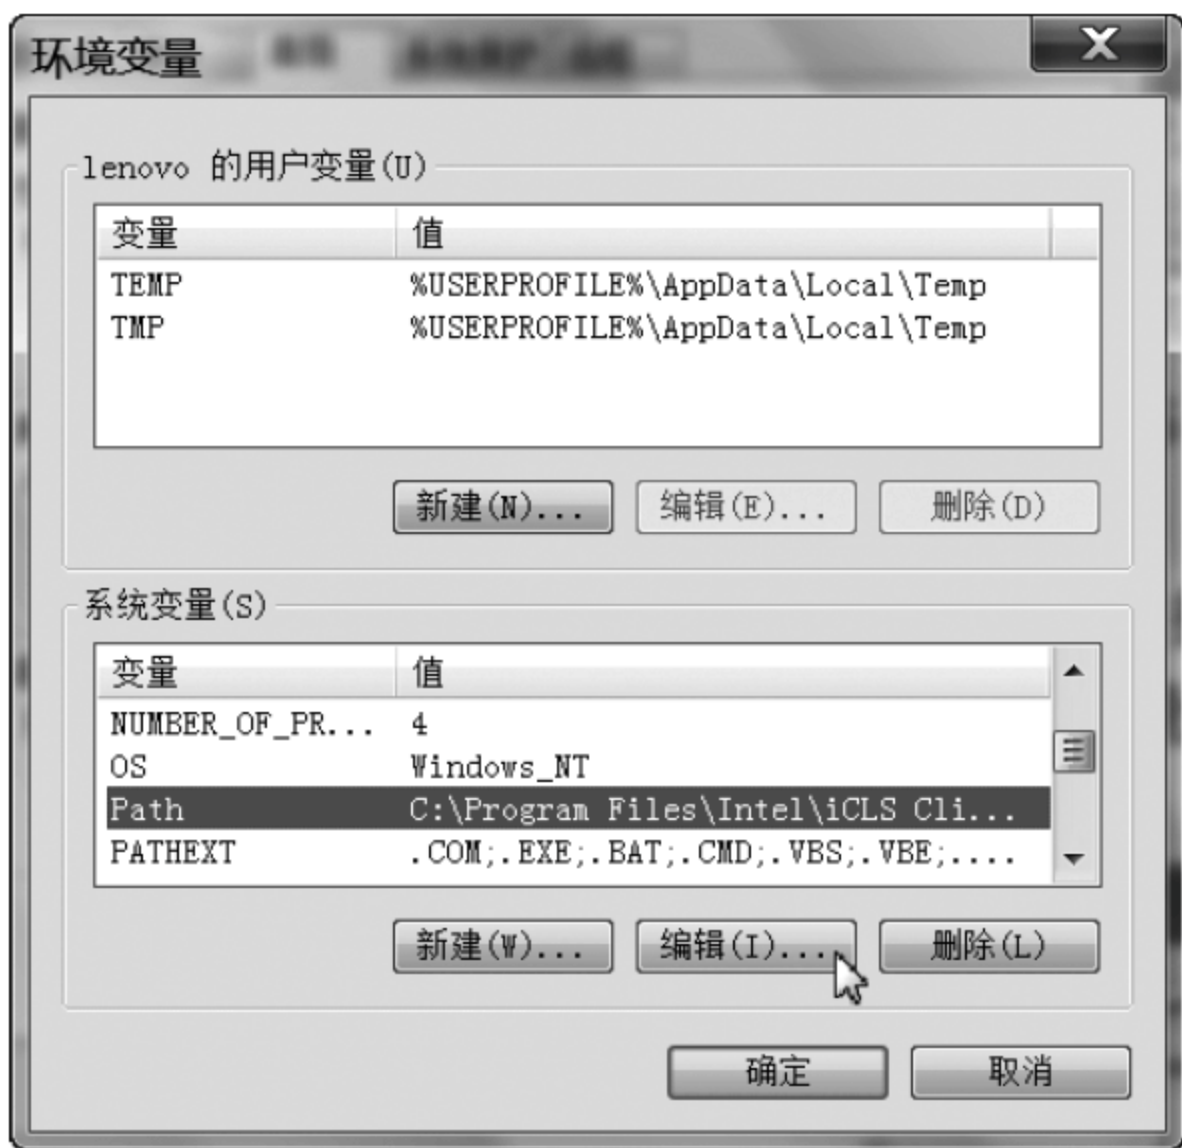 环境变量
lenovo 的用户变量(U)
变量 值
TEMP %USERPROFILE%\AppData\Local\Temp
TMP %USERPROFILE%\AppData\Local\Temp
新建(N)... 编辑(E)... 删除(D)
系统变量(S)
变量 值
NUMBER_OF_PR... 4
OS Windows_NT
Path C:\Program Files\Intel\iCLS Cli...
PATHEXT .COM;.EXE;.BAT;.CMD;.VBS;.VBE;....
新建(W)... 编辑(I)... 删除(L)
确定 取消